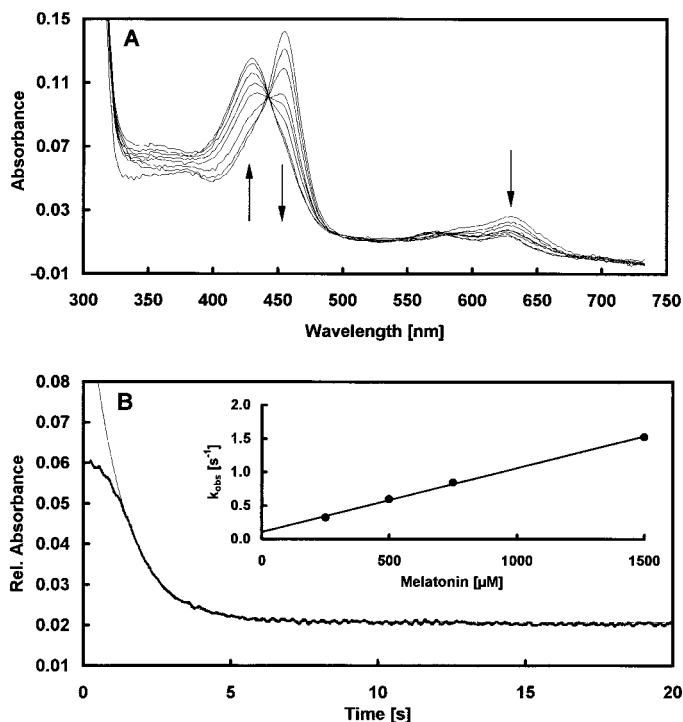 A
0.15
0.11
0.07
0.03
-0.01
Absorbance
300 350 400 450 500 550 600 650 700 750
Wavelength [nm]
B
0.08
0.07
0.06
0.05
0.04
0.03
0.02
0.01
Rel. Absorbance
2.0
1.5
1.0
0.5
0.0
kobs [s-1]
0 500 1000 1500
Melatonin [µM]
0 5 10 15 20
Time [s]